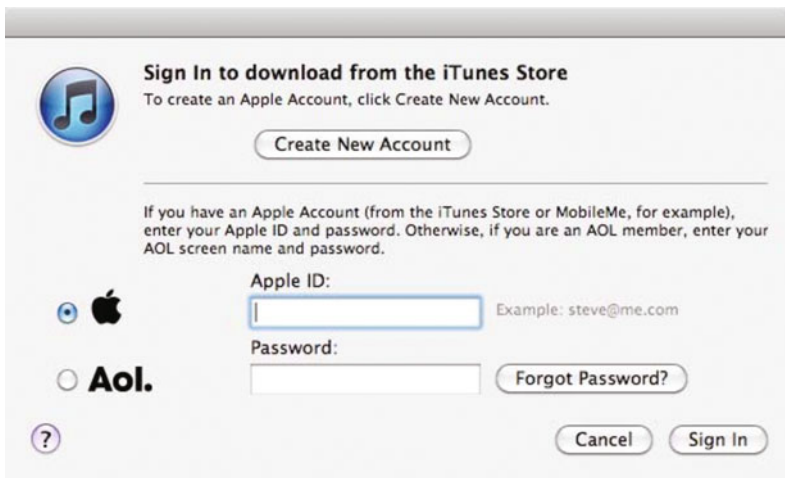 Sign In to download from the iTunes Store
To create an Apple Account, click Create New Account.
Create New Account
If you have an Apple Account (from the iTunes Store or MobileMe, for example),
enter your Apple ID and password. Otherwise, if you are an AOL member, enter your
AOL screen name and password.
Apple ID:
Example: steve@me.com
Password:
Aol.
Forgot Password?
?
Cancel
Sign In